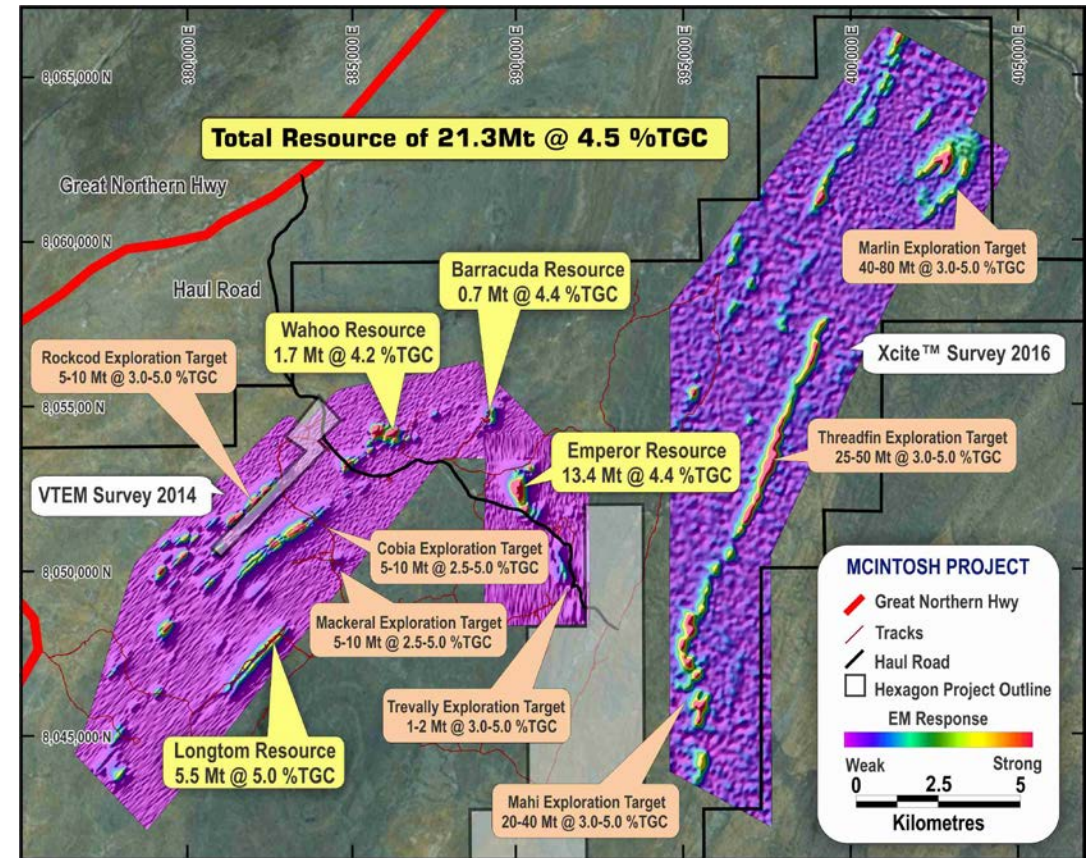 380,000 E
385,000 E
390,000 E
395,000 E
400,000 E
405,000 E
8,065,000 N
Total Resource of 21.3Mt @ 4.5 %TGC
Great Northern Hwy
8,060,000 N
Haul Road
Marlin Exploration Target
40-80 Mt @ 3.0-5.0 %TGC
Barracuda Resource
0.7 Mt @ 4.4 %TGC
Wahoo Resource
1.7 Mt @ 4.2 %TGC
Rockcod Exploration Target
5-10 Mt @ 3.0-5.0 %TGC
Xcite™ Survey 2016
8,055,00 N
Emperor Resource
13.4 Mt @ 4.4 %TGC
Threadfin Exploration Target
25-50 Mt @ 3.0-5.0 %TGC
VTEM Survey 2014
Cobia Exploration Target
5-10 Mt @ 2.5-5.0 %TGC
8,050,000 N
Mackeral Exploration Target
5-10 Mt @ 2.5-5.0 %TGC
Trevally Exploration Target
1-2 Mt @ 3.0-5.0 %TGC
8,045,000 N
Longtom Resource
5.5 Mt @ 5.0 %TGC
Mahi Exploration Target
20-40 Mt @ 3.0-5.0 %TGC
MCINTOSH PROJECT
Great Northern Hwy
Tracks
Haul Road
Hexagon Project Outline
EM Response
Weak Strong
0 2.5 5
Kilometres